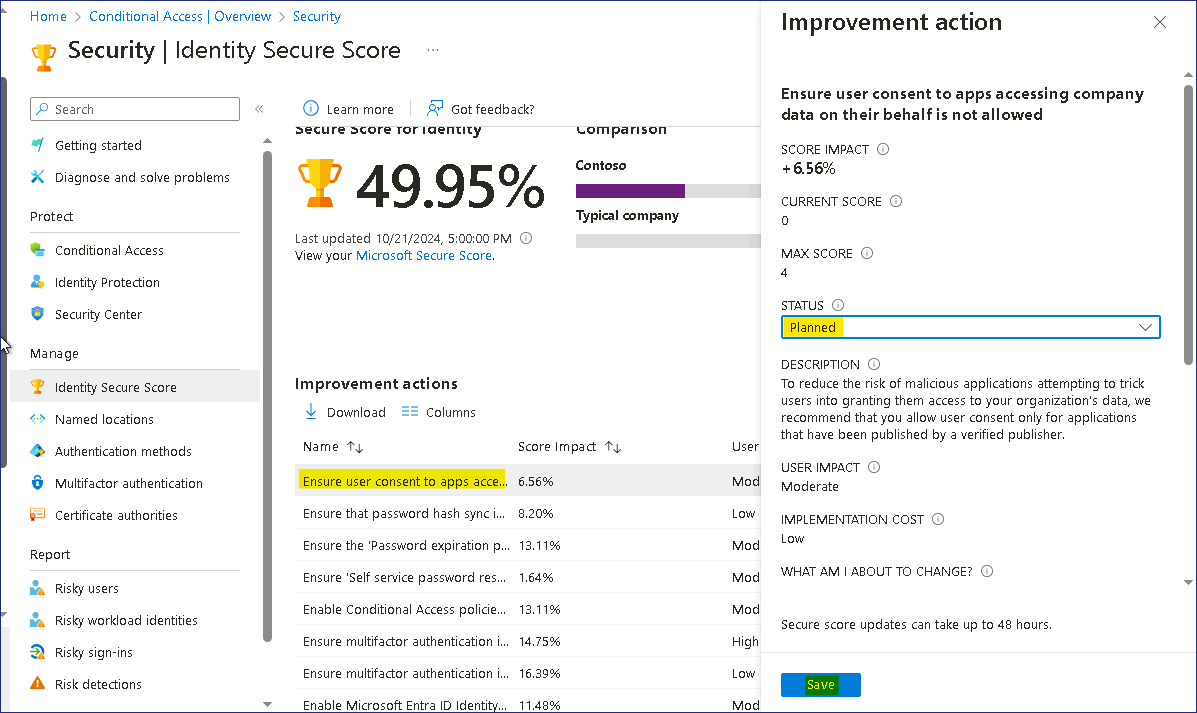 Home > Conditional Access | Overview > Security
Security | Identity Secure Score ...
Search
«
Getting started
Diagnose and solve problems
Protect
Conditional Access
Identity Protection
Security Center
Manage
Identity Secure Score
Named locations
Authentication methods
Multifactor authentication
Certificate authorities
Report
Risky users
Risky workload identities
Risky sign-ins
Risk detections
Learn more
Got feedback?
Secure Score for Identity
49.95%
Last updated 10/21/2024, 5:00:00 PM
View your Microsoft Secure Score.
Comparison
Contoso
Typical company
Improvement actions
Download
Columns
Name Score Impact User
Ensure user consent to apps acce... 6.56% Mod
Ensure that password hash sync i... 8.20% Low
Ensure the 'Password expiration p... 13.11% Mod
Ensure 'Self service password res... 1.64% Mod
Enable Conditional Access policie... 13.11% Mod
Ensure multifactor authentication i... 14.75% High
Ensure multifactor authentication i... 16.39% Low
Enable Microsoft Entra ID Identity... 11.48% Mod
Improvement action
Ensure user consent to apps accessing company
data on their behalf is not allowed
SCORE IMPACT
+6.56%
CURRENT SCORE
0
MAX SCORE
4
STATUS
Planned
DESCRIPTION
To reduce the risk of malicious applications attempting to trick
users into granting them access to your organization's data, we
recommend that you allow user consent only for applications
that have been published by a verified publisher.
USER IMPACT
Moderate
IMPLEMENTATION COST
Low
WHAT AM I ABOUT TO CHANGE?
Secure score updates can take up to 48 hours.
Save